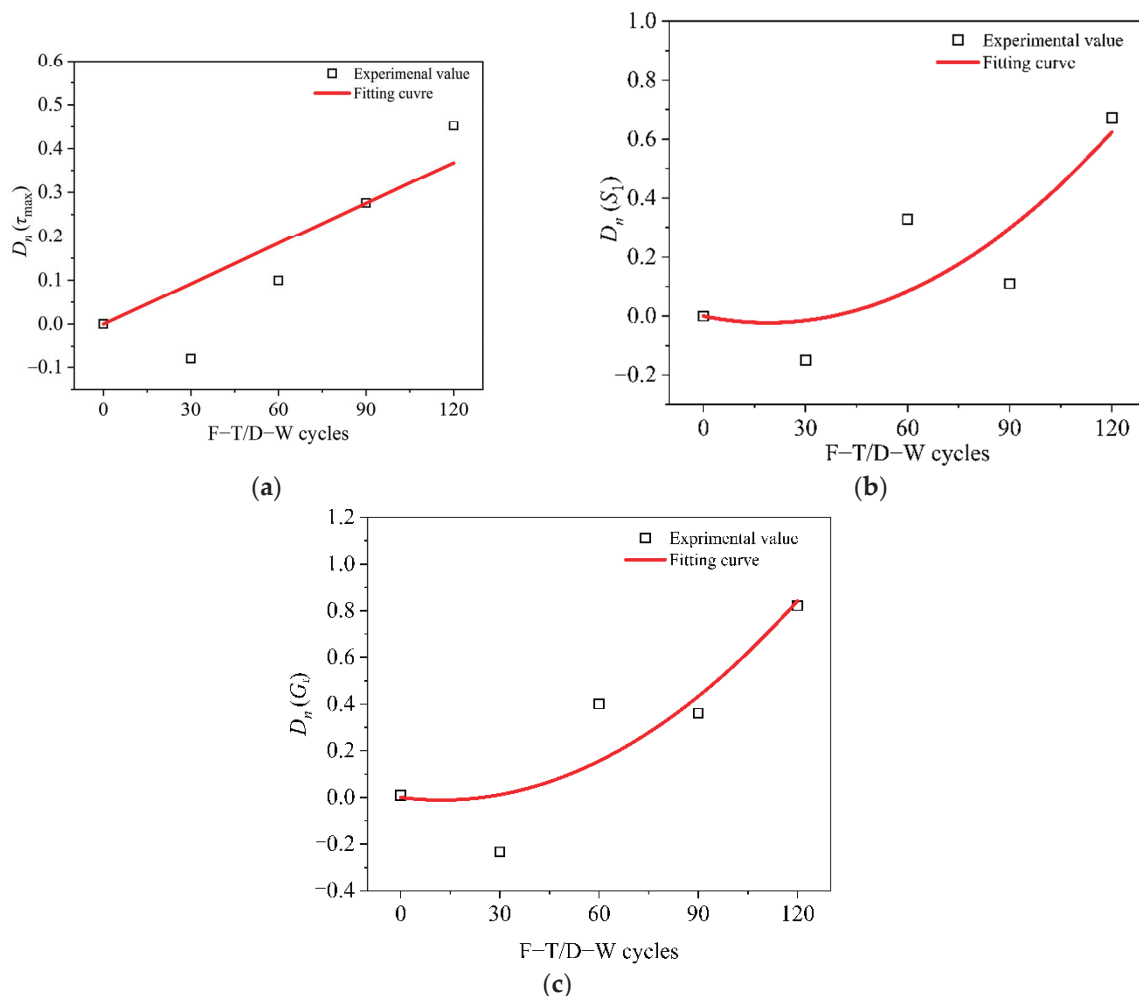 0.6
0.5
0.4
0.3
0.2
0.1
0.0
−0.1
Dn (τmax)
Experimenal value
Fitting cuvre
0 30 60 90 120
F−T/D−W cycles
(a)
1.0
0.8
0.6
0.4
0.2
0.0
−0.2
Dn (S1)
Experimental value
Fitting curve
0 30 60 90 120
F−T/D−W cycles
(b)
1.2
1.0
0.8
0.6
0.4
0.2
0.0
−0.2
−0.4
Dn (Gt)
Exprimental value
Fitting curve
0 30 60 90 120
F−T/D−W cycles
(c)